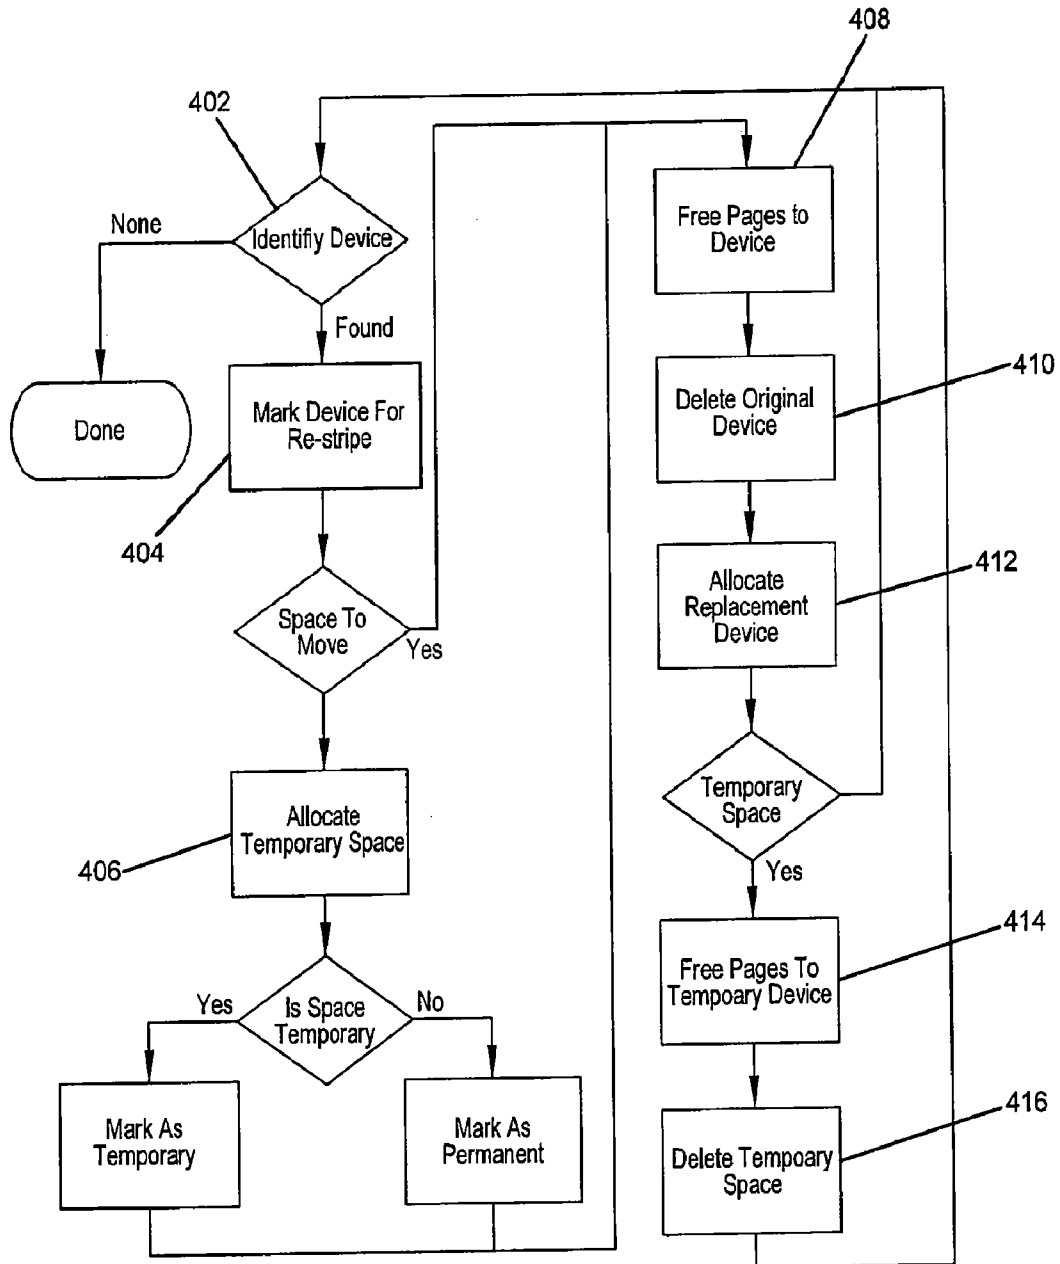 408
402
None
Identifiy Device
Free Pages to
Device
Found
Mark Device For
Re-stripe
Done
404
410
Delete Original
Device
Space To
Move
Yes
412
Allocate
Replacement
Device
Allocate
Temporary Space
406
Temporary
Space
Yes
Yes
Is Space
Temporary
No
414
Free Pages To
Tempoary Device
Mark As
Temporary
Mark As
Permanent
416
Delete Tempoary
Space